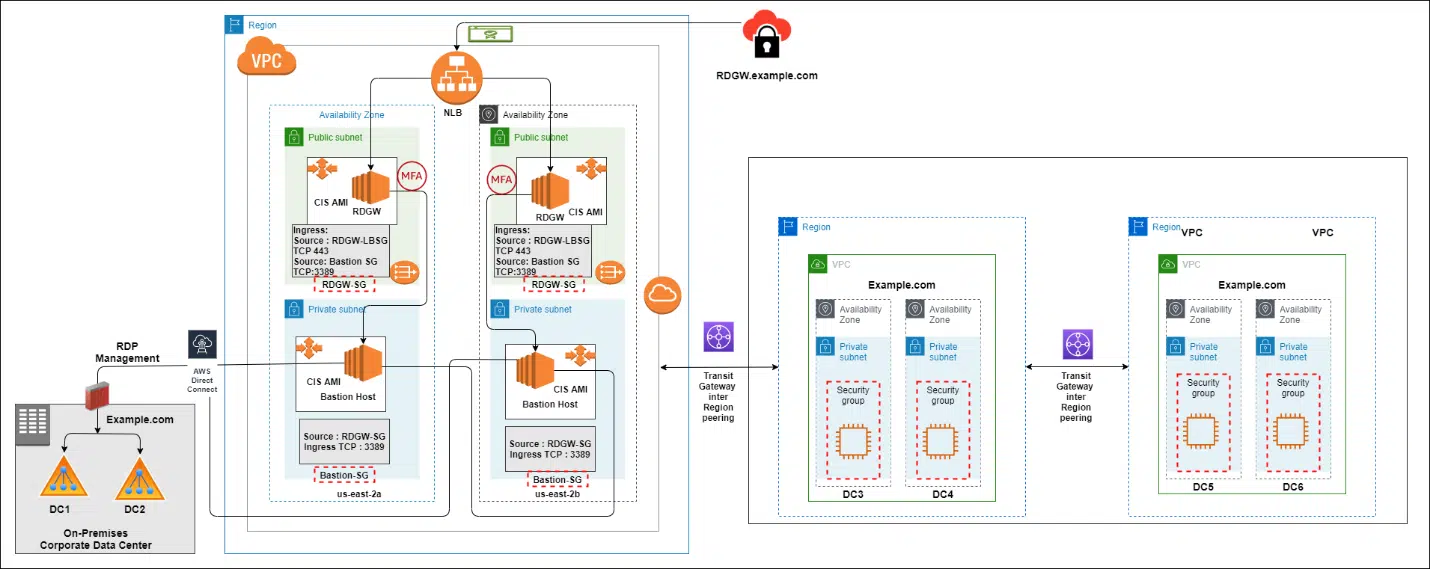 Region
VPC
NLB
RDGW.example.com
Availability Zone
Public subnet
CIS AMI
RDGW
MFA
Ingress:
Source : RDGW-LBSG
TCP 443
Source: Bastion SG
TCP:3389
RDGW-SG
Private subnet
CIS AMI
Bastion Host
Source : RDGW-SG
Ingress TCP : 3389
Bastion-SG
us-east-2a
Availability Zone
Public subnet
MFA
RDGW
CIS AMI
Ingress:
Source : RDGW-LBSG
TCP 443
Source: Bastion SG
TCP:3389
RDGW-SG
Private subnet
CIS AMI
Bastion Host
Source : RDGW-SG
Ingress TCP : 3389
Bastion-SG
us-east-2b
RDP
Management
AWS
Direct
Connect
Example.com
DC1
DC2
On-Premises
Corporate Data Center
Transit
Gateway
inter
Region
peering
Region
VPC
Example.com
Availability
Zone
Private
subnet
Security
group
DC3
Availability
Zone
Private
subnet
Security
group
DC4
Transit
Gateway
inter
Region
peering
Region
VPC
VPC
VPC
Example.com
Availability
Zone
Private
subnet
Security
group
DC5
Availability
Zone
Private
subnet
Security
group
DC6